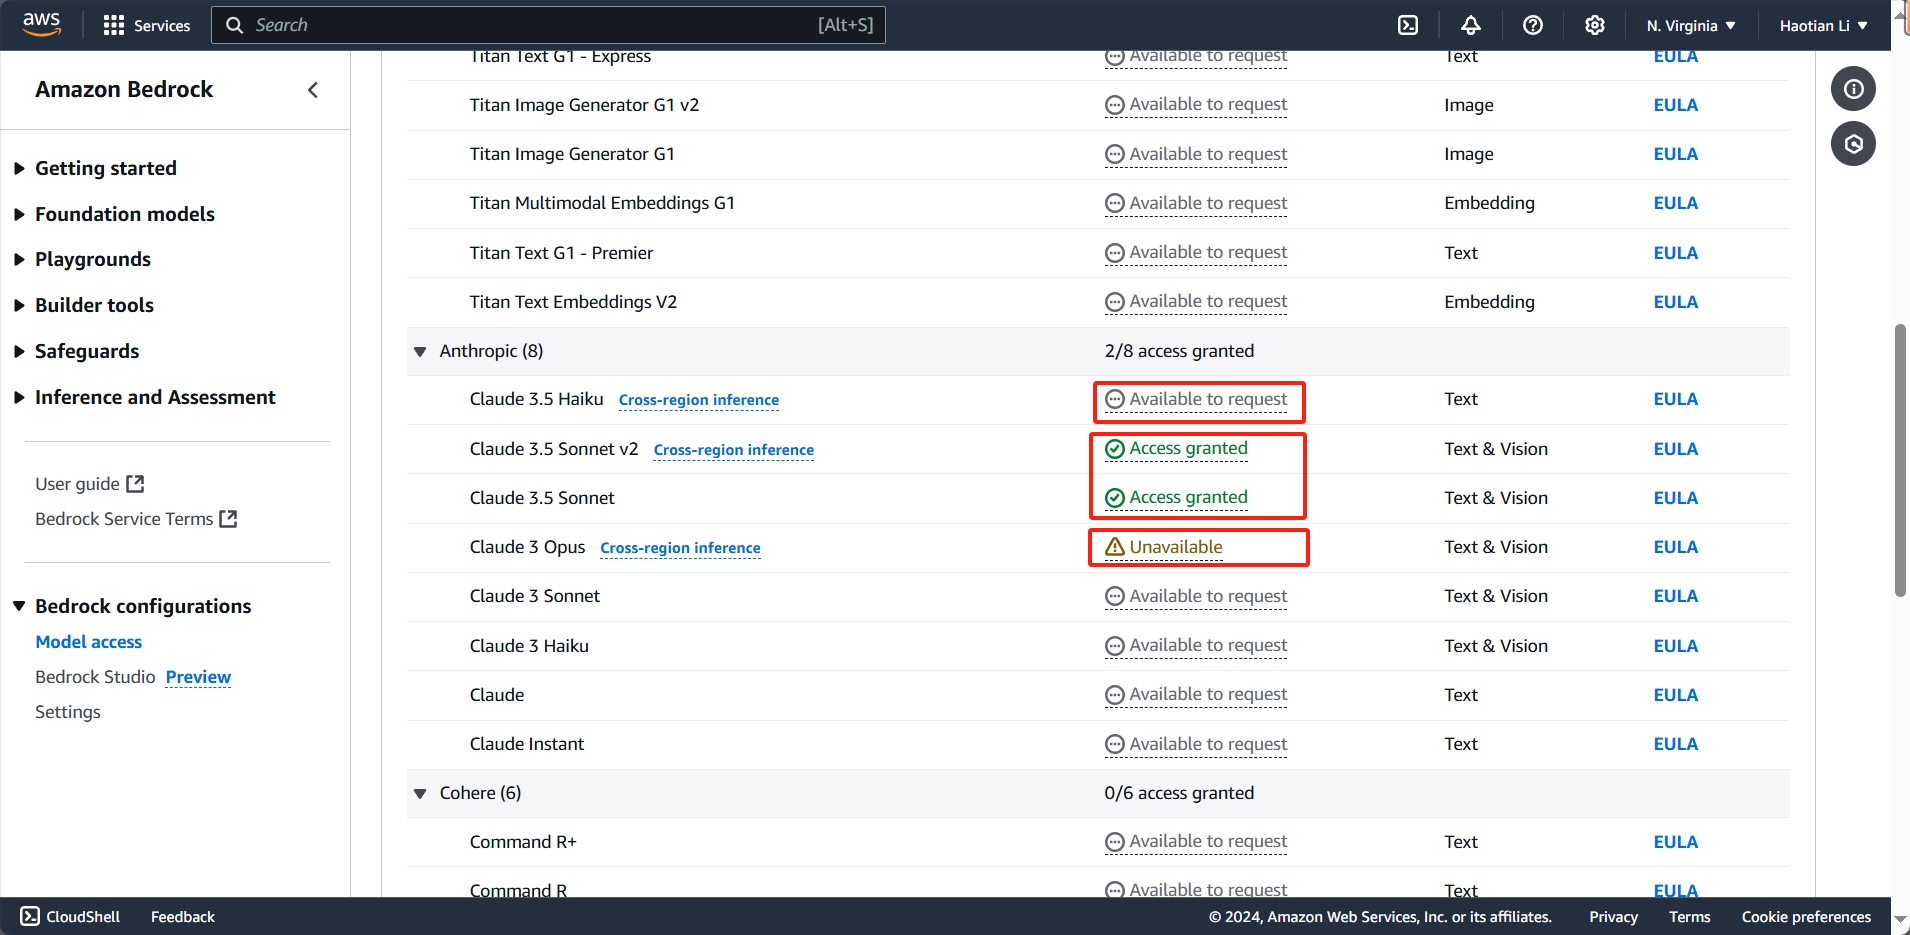 aws Services Search [Alt+S] N. Virginia Haotian Li
Amazon Bedrock
Getting started
Foundation models
Playgrounds
Builder tools
Safeguards
Inference and Assessment
User guide
Bedrock Service Terms
Bedrock configurations
Model access
Bedrock Studio Preview
Settings
Titan Text G1 - Express Available to request Text EULA
Titan Image Generator G1 v2 Available to request Image EULA
Titan Image Generator G1 Available to request Image EULA
Titan Multimodal Embeddings G1 Available to request Embedding EULA
Titan Text G1 - Premier Available to request Text EULA
Titan Text Embeddings V2 Available to request Embedding EULA
Anthropic (8) 2/8 access granted
Claude 3.5 Haiku Cross-region inference Available to request Text EULA
Claude 3.5 Sonnet v2 Cross-region inference Access granted Text & Vision EULA
Claude 3.5 Sonnet Access granted Text & Vision EULA
Claude 3 Opus Cross-region inference Unavailable Text & Vision EULA
Claude 3 Sonnet Available to request Text & Vision EULA
Claude 3 Haiku Available to request Text & Vision EULA
Claude Available to request Text EULA
Claude Instant Available to request Text EULA
Cohere (6) 0/6 access granted
Command R+ Available to request Text EULA
Command R Available to request Text EULA
CloudShell Feedback © 2024, Amazon Web Services, Inc. or its affiliates. Privacy Terms Cookie preferences